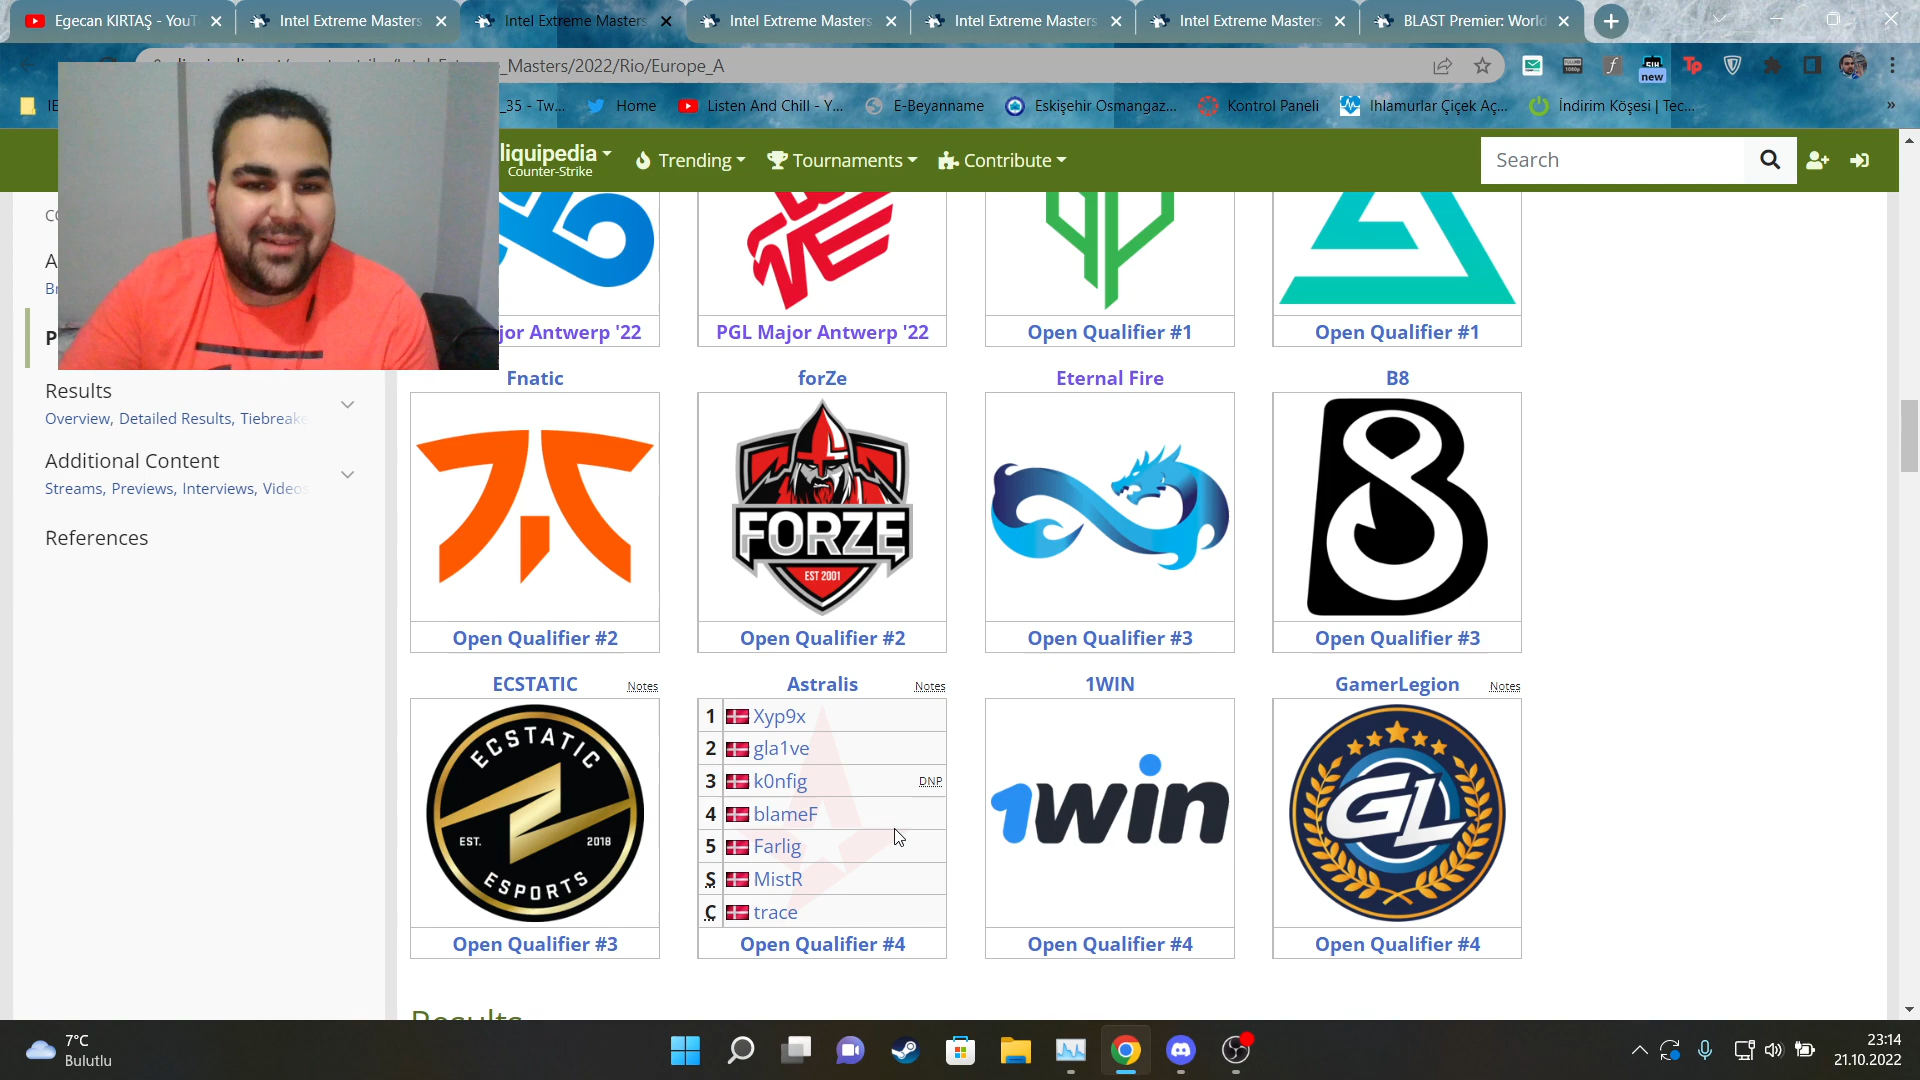 Egecan KIRTAŞ - YouT
Intel Extreme Masters
Intel Extreme Masters
Intel Extreme Masters
Intel Extreme Masters
Intel Extreme Masters
BLAST Premier: World
_Masters/2022/Rio/Europe_A
new
_35 - Tw...
Home
Listen And Chill - Y...
E-Beyanname
Eskişehir Osmangaz...
Kontrol Paneli
Ihlamurlar Çiçek Aç...
İndirim Köşesi | Tec...
»
liquipedia
Counter-Strike
Trending
Tournaments
Contribute
Search
jor Antwerp '22
PGL Major Antwerp '22
Open Qualifier #1
Open Qualifier #1
Results
Overview, Detailed Results, Tiebreake
Additional Content
Streams, Previews, Interviews, Videos
References
Fnatic
forZe
Eternal Fire
B8
FORZE
EST 2001
Open Qualifier #2
Open Qualifier #2
Open Qualifier #3
Open Qualifier #3
ECSTATIC
Notes
Astralis
Notes
1WIN
GamerLegion
Notes
ECSTATIC
EST.
2018
ESPORTS
1 Xyp9x
2 gla1ve
3 k0nfig DNP
4 blameF
5 Farlig
S MistR
C trace
1win
GL
Open Qualifier #3
Open Qualifier #4
Open Qualifier #4
Open Qualifier #4
Results
7°C
Bulutlu
23:14
21.10.2022